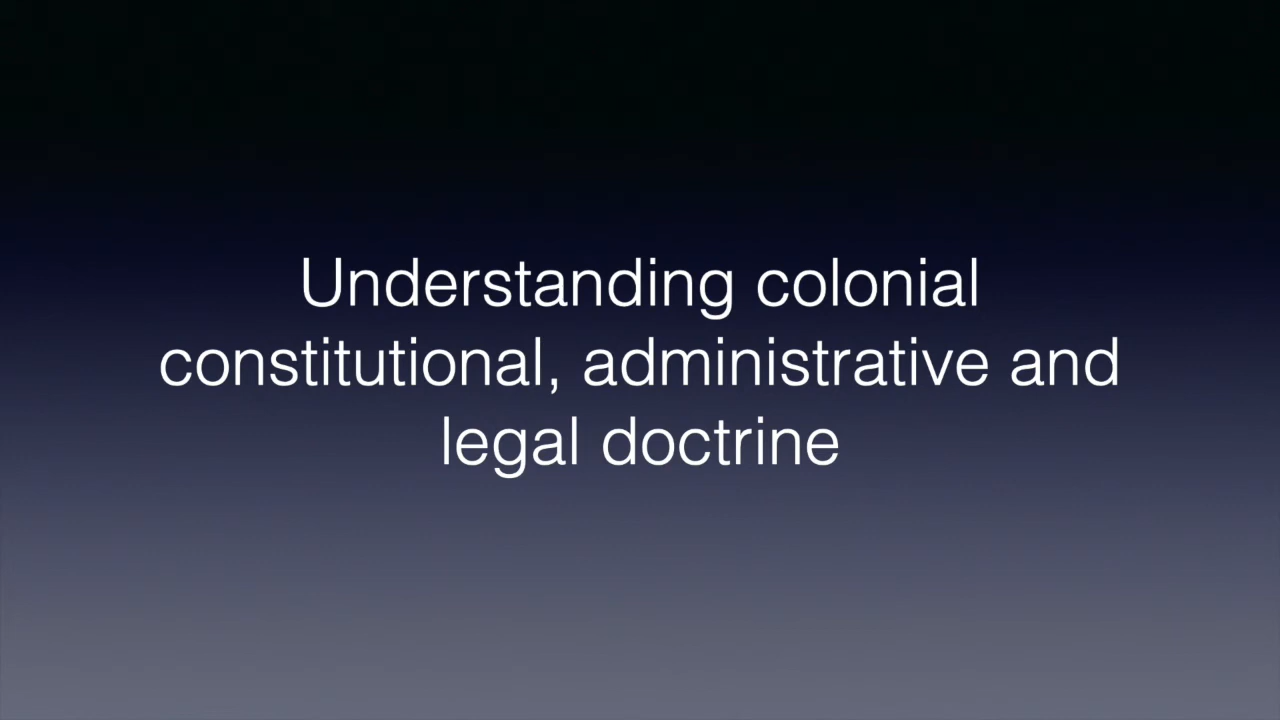 Understanding colonial
constitutional, administrative and
legal doctrine